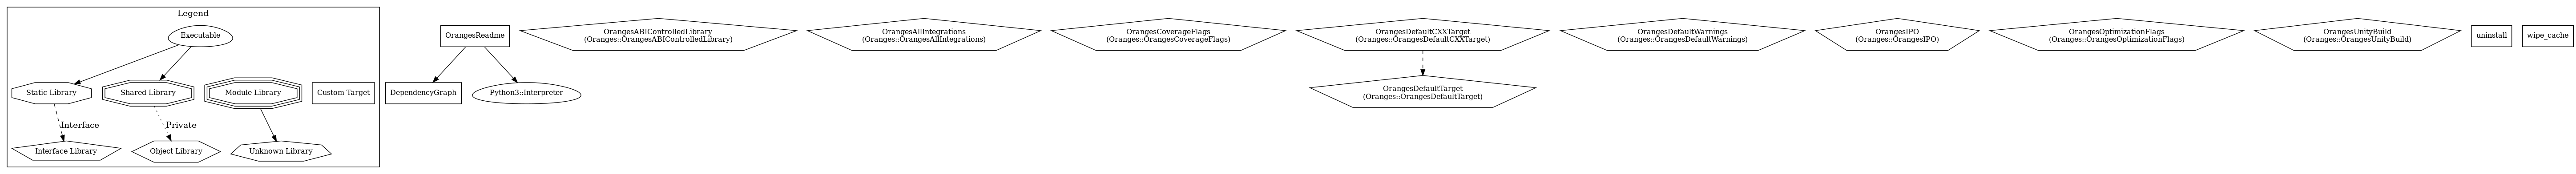 Legend
Executable
Static Library
Shared Library
Module Library
Custom Target
Interface
Private
Interface Library
Object Library
Unknown Library
OrangesReadme
DependencyGraph
Python3::Interpreter
OrangesABIControlledLibrary
(Oranges::OrangesABIControlledLibrary)
OrangesAllIntegrations
(Oranges::OrangesAllIntegrations)
OrangesCoverageFlags
(Oranges::OrangesCoverageFlags)
OrangesDefaultCXXTarget
(Oranges::OrangesDefaultCXXTarget)
OrangesDefaultTarget
(Oranges::OrangesDefaultTarget)
OrangesDefaultWarnings
(Oranges::OrangesDefaultWarnings)
OrangesIPO
(Oranges::OrangesIPO)
OrangesOptimizationFlags
(Oranges::OrangesOptimizationFlags)
OrangesUnityBuild
(Oranges::OrangesUnityBuild)
uninstall
wipe_cache